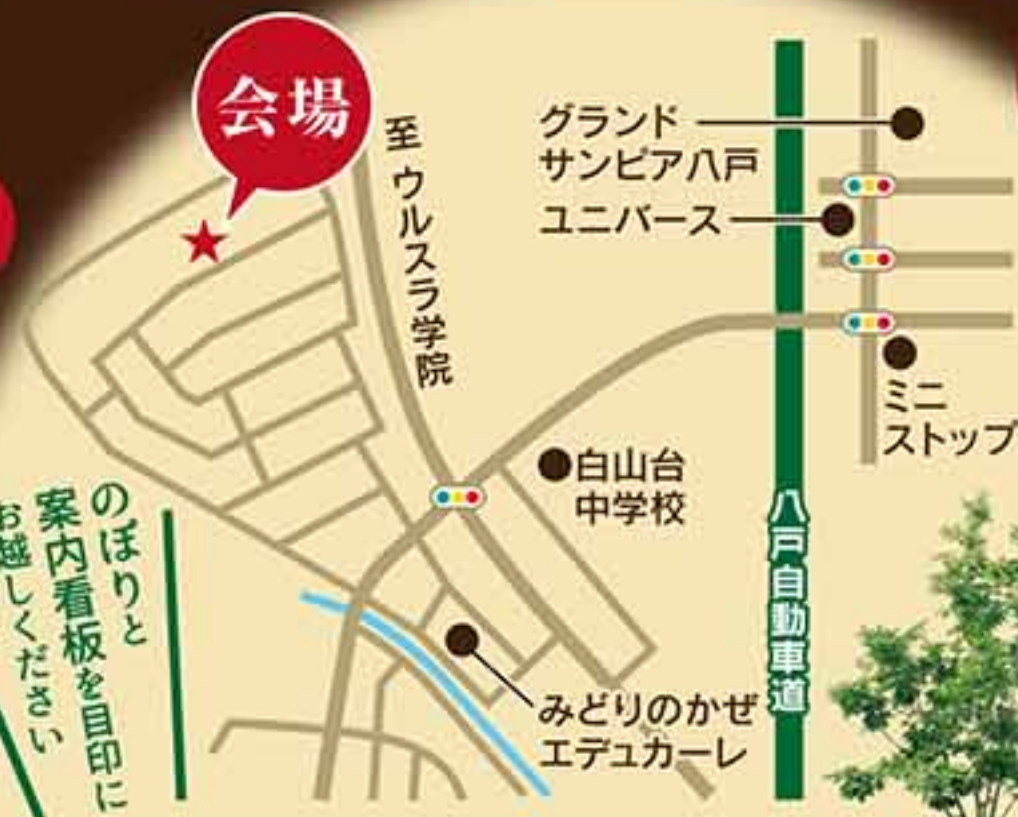 会場
至 ウルスラ学院
グランド
サンピア八戸
ユニバース
ミニ
ストップ
白山台
中学校
八戸自動車道
みどりのかぜ
エデュカーレ
のぼりと
案内看板を目印に
お越しください